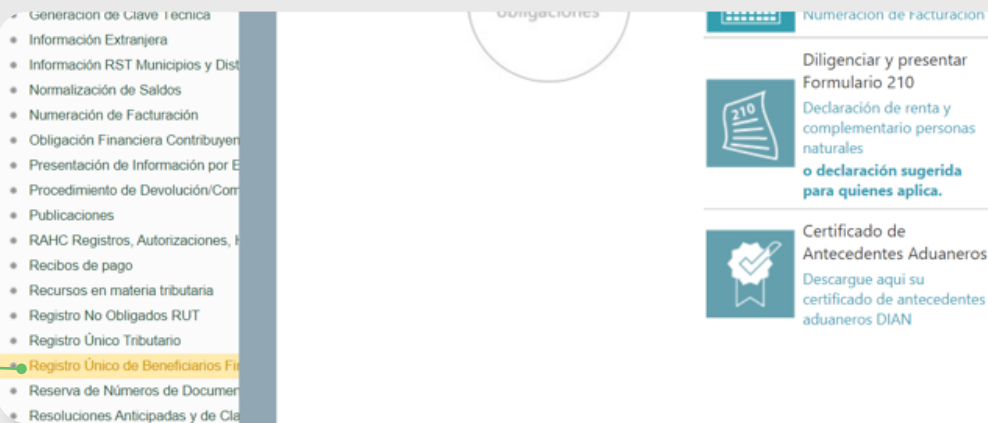 Generación de Clave Técnica
Información Extranjera
Información RST Municipios y Dist
Normalización de Saldos
Numeración de Facturación
Obligación Financiera Contribuyen
Presentación de Información por E
Procedimiento de Devolución/Com
Publicaciones
RAHC Registros, Autorizaciones, H
Recibos de pago
Recursos en materia tributaria
Registro No Obligados RUT
Registro Único Tributario
Registro Único de Beneficiarios Fin
Reserva de Números de Documen
Resoluciones Anticipadas y de Cla
obligaciones
Numeración de Facturación
Diligenciar y presentar
Formulario 210
210
Declaración de renta y
complementario personas
naturales
o declaración sugerida
para quienes aplica.
Certificado de
Antecedentes Aduaneros
Descargue aqui su
certificado de antecedentes
aduaneros DIAN